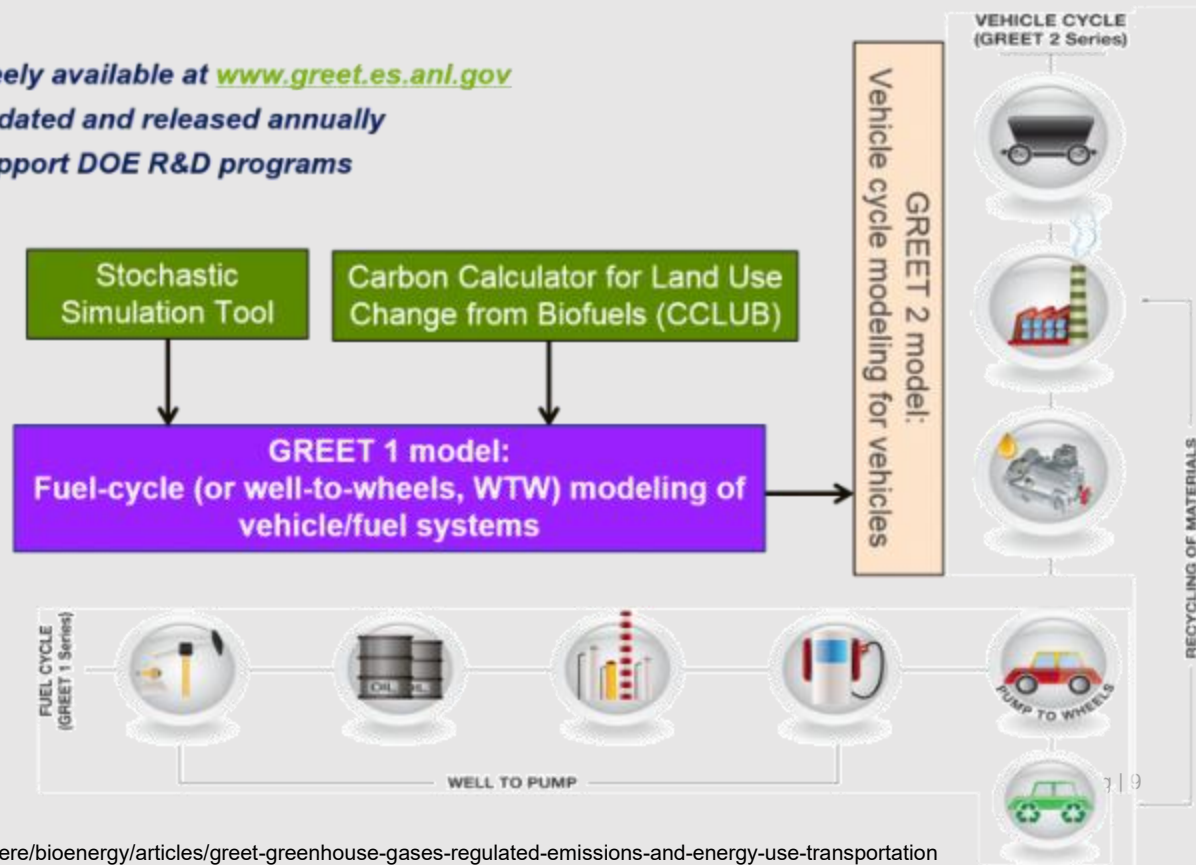 eely available at www.greet.es.anl.gov
dated and released annually
pport DOE R&D programs
VEHICLE CYCLE
(GREET 2 Series)
Stochastic
Simulation Tool
Carbon Calculator for Land Use
Change from Biofuels (CCLUB)
GREET 2 model:
Vehicle cycle modeling for vehicles
GREET 1 model:
Fuel-cycle (or well-to-wheels, WTW) modeling of
vehicle/fuel systems
RECYCLING OF MATERIALS
FUEL CYCLE
(GREET 1 Series)
OIL
OIL
PUMP TO WHEELS
WELL TO PUMP
g | 9
ere/bioenergy/articles/greet-greenhouse-gases-regulated-emissions-and-energy-use-transportation